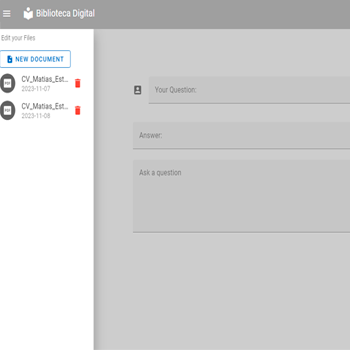 Biblioteca Digital
Edit your Files
NEW DOCUMENT
CV_Matias_Est...
2023-11-07
CV_Matias_Est...
2023-11-08
Your Question:
Answer:
Ask a question